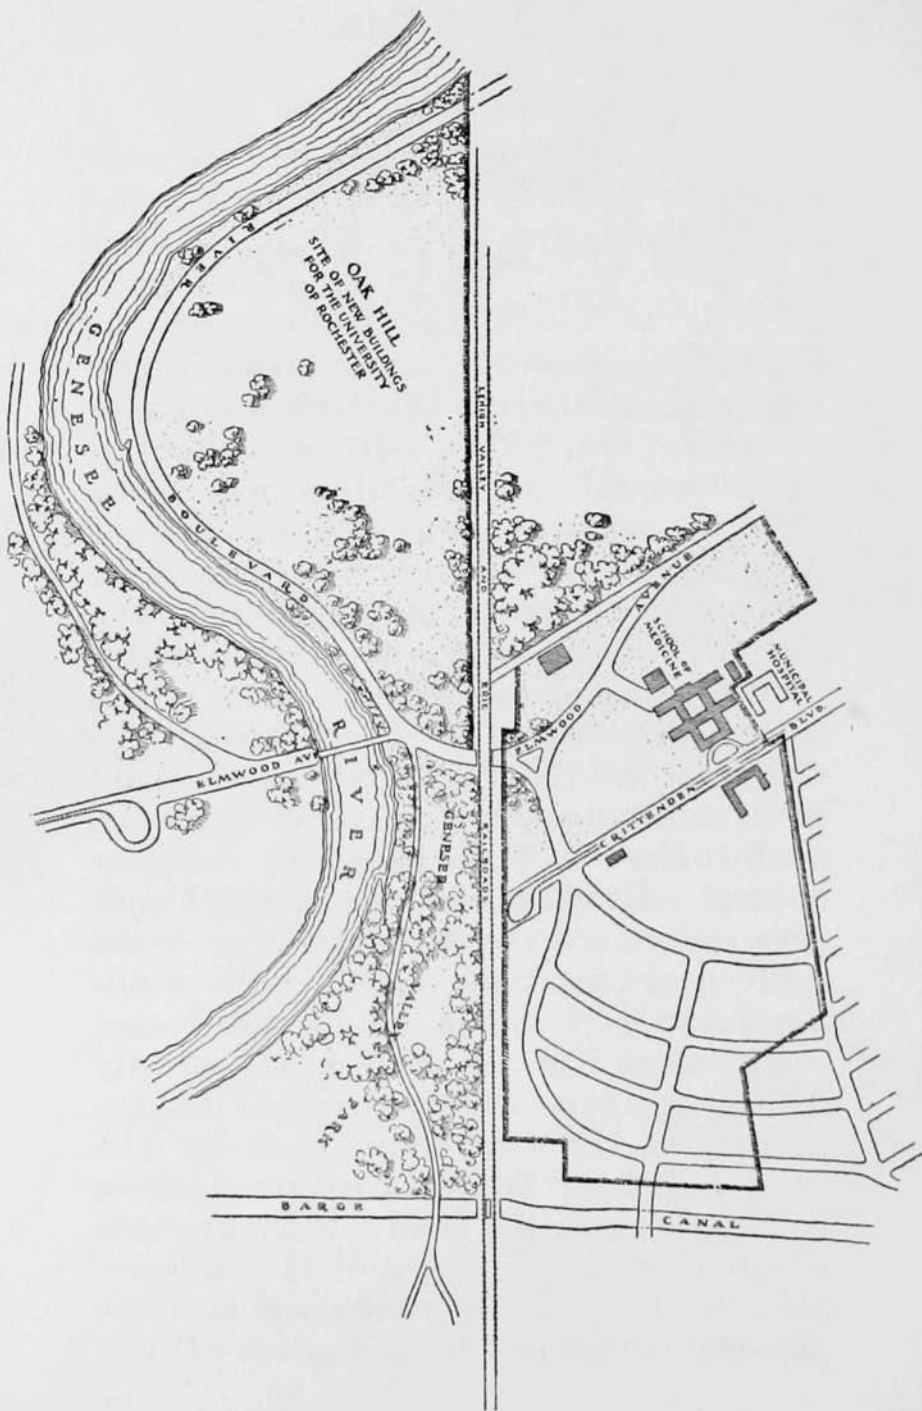 OAK HILL
SITE OF NEW BUILDINGS
FOR THE UNIVERSITY
OF ROCHESTER
RIVER
BOULEVARD
GENESEE
RIVER
LEHIGH VALLEY AND ERIE RAILROADS
ELMWOOD AVE
ELMWOOD AVENUE
SCHOOL OF
MEDICINE
MUNICIPAL
HOSPITAL
CRITTENDEN BLVD.
GENESEE VALLEY PARK
BARGE CANAL